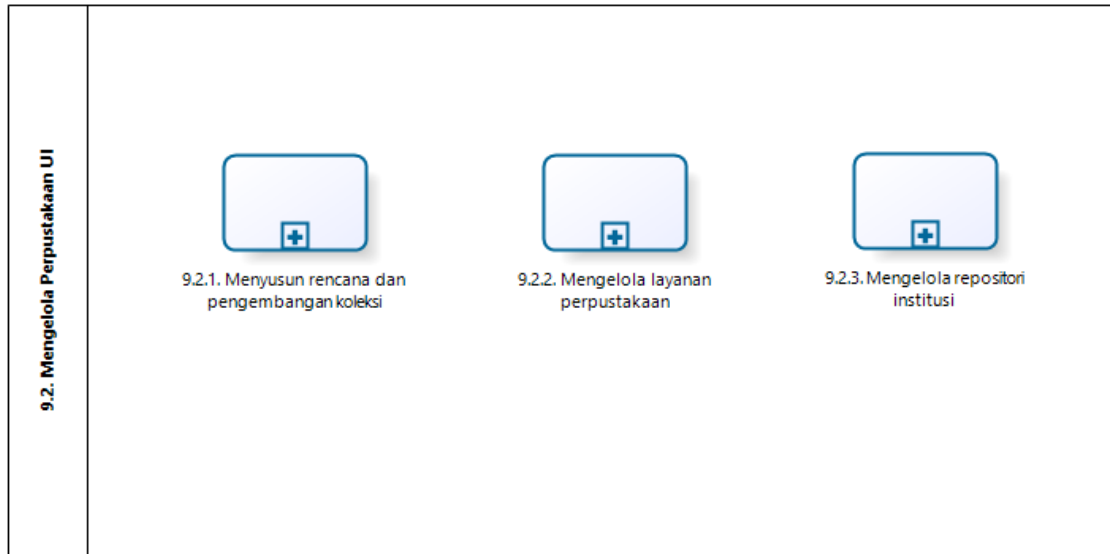 9.2. Mengelola Perpustakaan UI
9.2.1. Menyusun rencana dan
pengembangan koleksi
9.2.2. Mengelola layanan
perpustakaan
9.2.3. Mengelola repositori
institusi